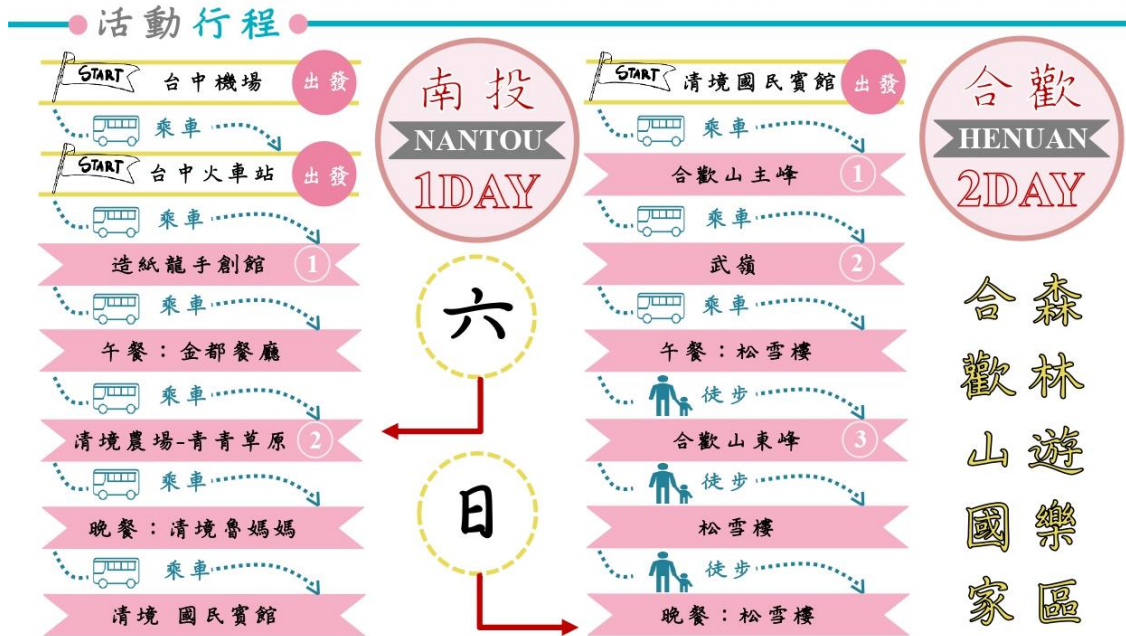 活動行程
START 台中機場 出發
乘車
START 台中火車站 出發
乘車
造紙龍手創館 1
乘車
午餐：金都餐廳
乘車
清境農場-青青草原 2
乘車
晚餐：清境魯媽媽
乘車
清境 國民賓館
南投
NANTOU
1DAY
六
日
START 清境國民賓館 出發
乘車
合歡山主峰 1
乘車
武嶺 2
乘車
午餐：松雪樓
徒步
合歡山東峰 3
徒步
松雪樓
徒步
晚餐：松雪樓
合歡
HENUAN
2DAY
森林遊樂區
合歡山國家